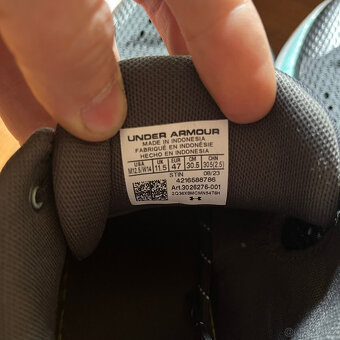 UNDER ARMOUR
MADE IN INDONESIA
FABRIQUÉ EN INDONÉSIE
HECHO EN INDONESIA
USA UK EUR CM CHN
M12.5/W14 11.5 47 30.5 305(2.5)
STIN 08/23
4216588786
Art.3026276-001